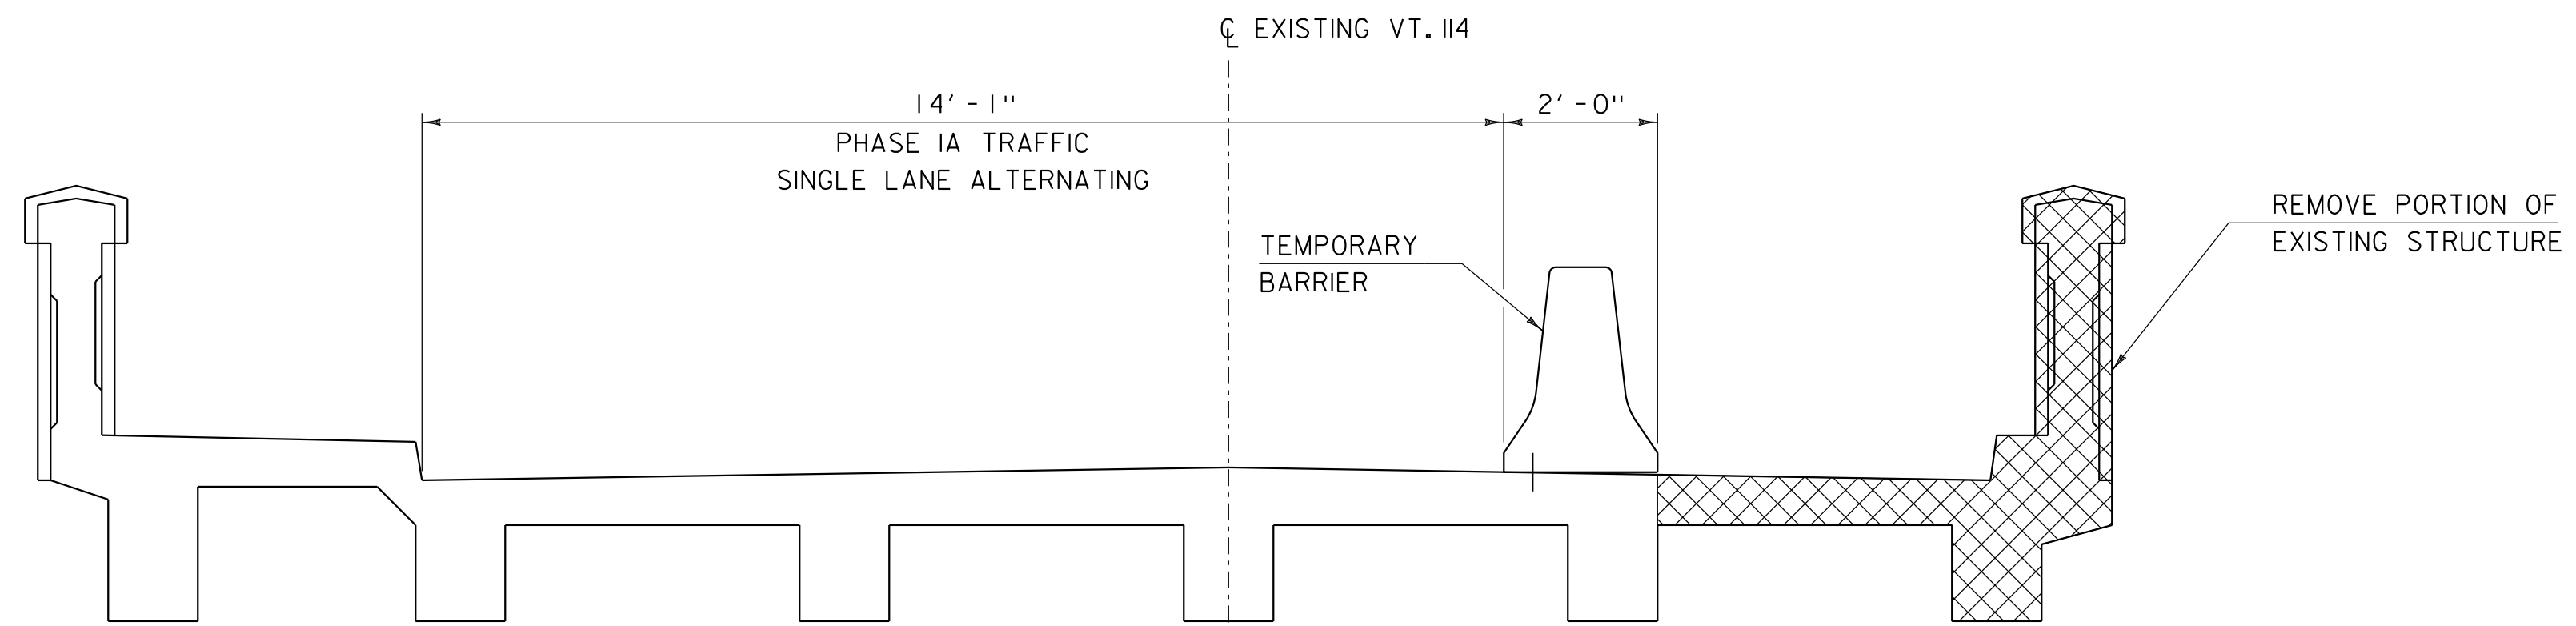 ℄ EXISTING VT. 114
14' - 1"
2' - 0"
PHASE 1A TRAFFIC
SINGLE LANE ALTERNATING
TEMPORARY
BARRIER
REMOVE PORTION OF
EXISTING STRUCTURE